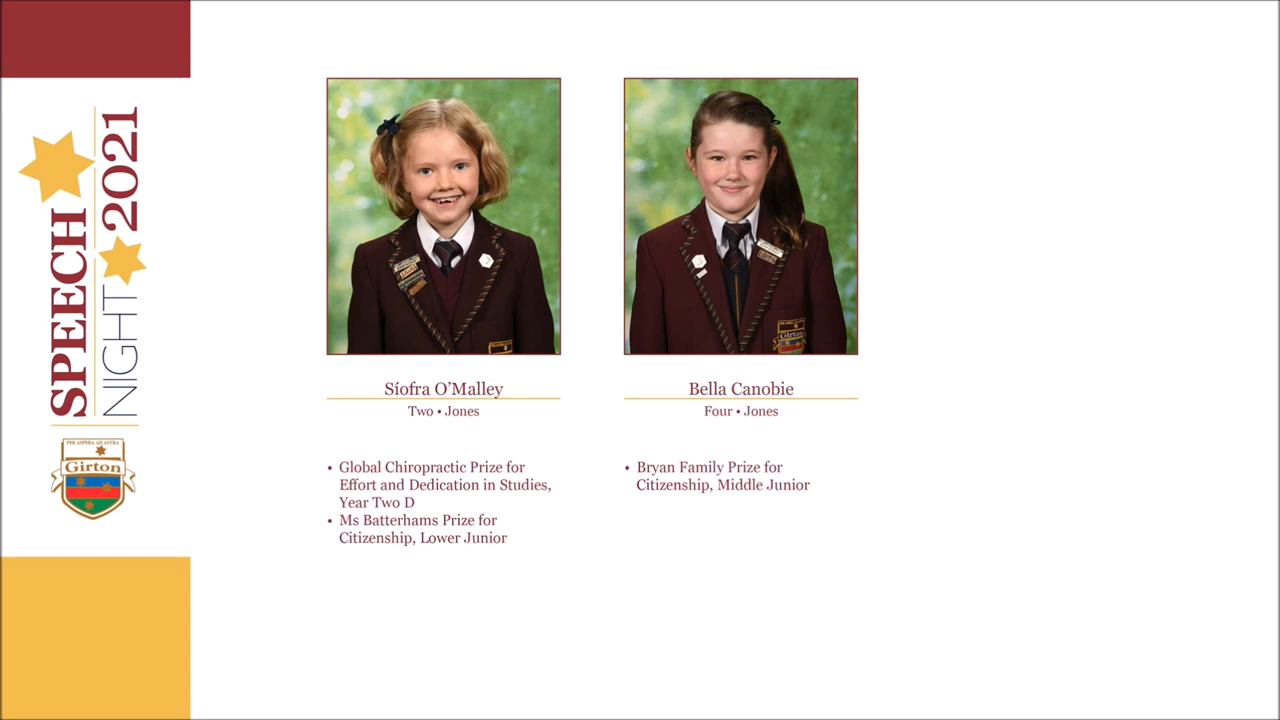 SPEECH
NIGHT 2021
PER ASPERA AD ASTRA
Girton
Girton
Síofra O’Malley
Two • Jones
• Global Chiropractic Prize for
Effort and Dedication in Studies,
Year Two D
• Ms Batterhams Prize for
Citizenship, Lower Junior
Bella Canobie
Four • Jones
• Bryan Family Prize for
Citizenship, Middle Junior